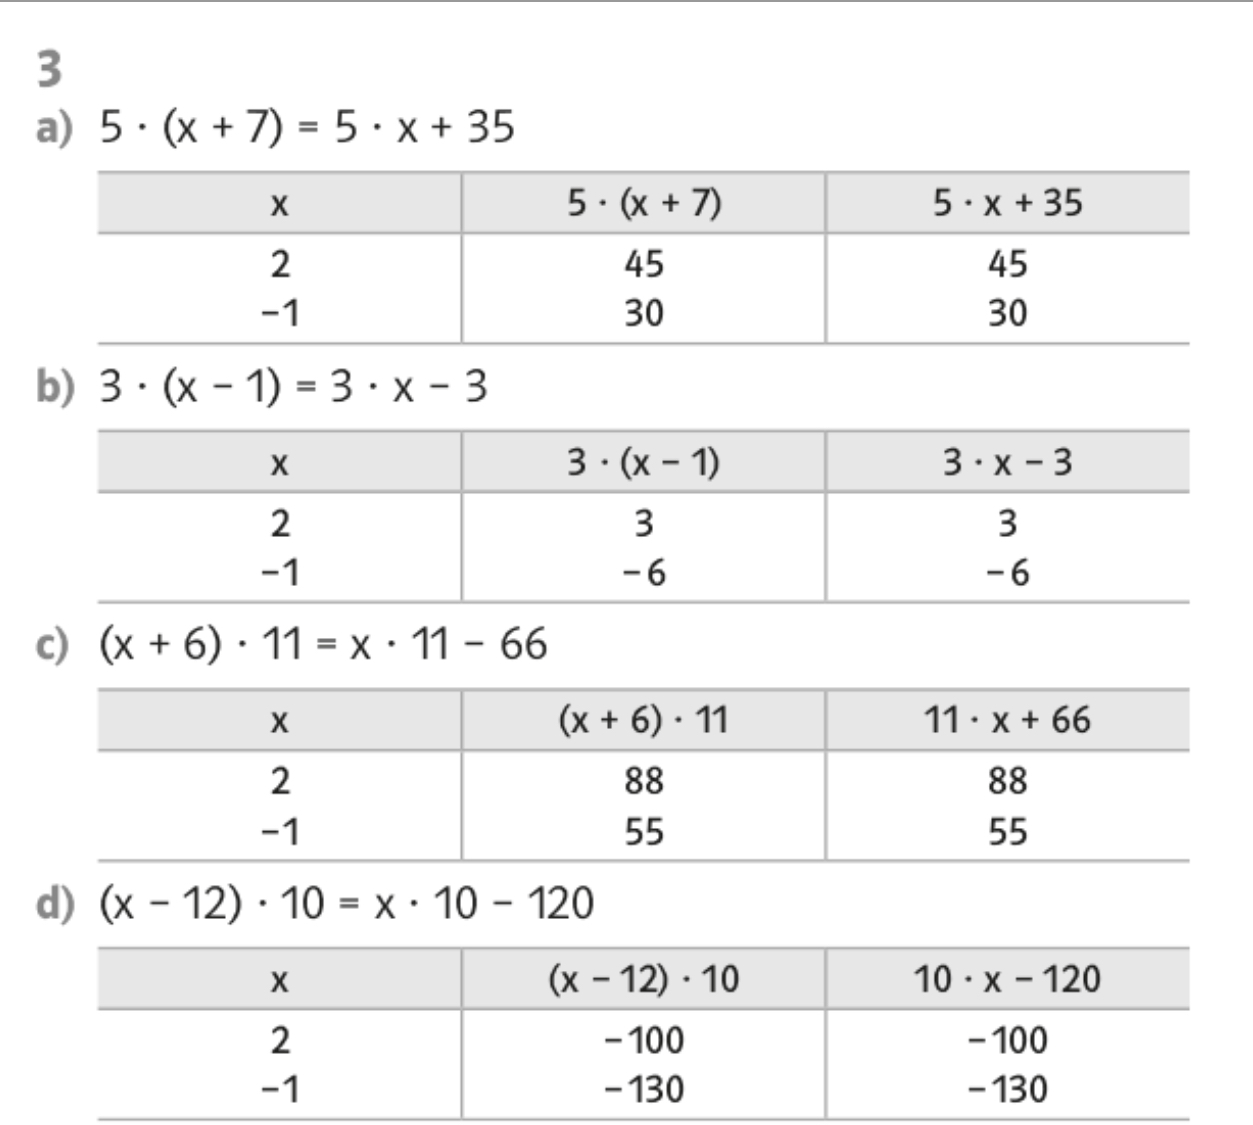 3
a) 5 · (x + 7) = 5 · x + 35
x 5 · (x + 7) 5 · x + 35
2 45 45
−1 30 30
b) 3 · (x − 1) = 3 · x − 3
x 3 · (x − 1) 3 · x − 3
2 3 3
−1 −6 −6
c) (x + 6) · 11 = x · 11 − 66
x (x + 6) · 11 11 · x + 66
2 88 88
−1 55 55
d) (x − 12) · 10 = x · 10 − 120
x (x − 12) · 10 10 · x − 120
2 −100 −100
−1 −130 −130